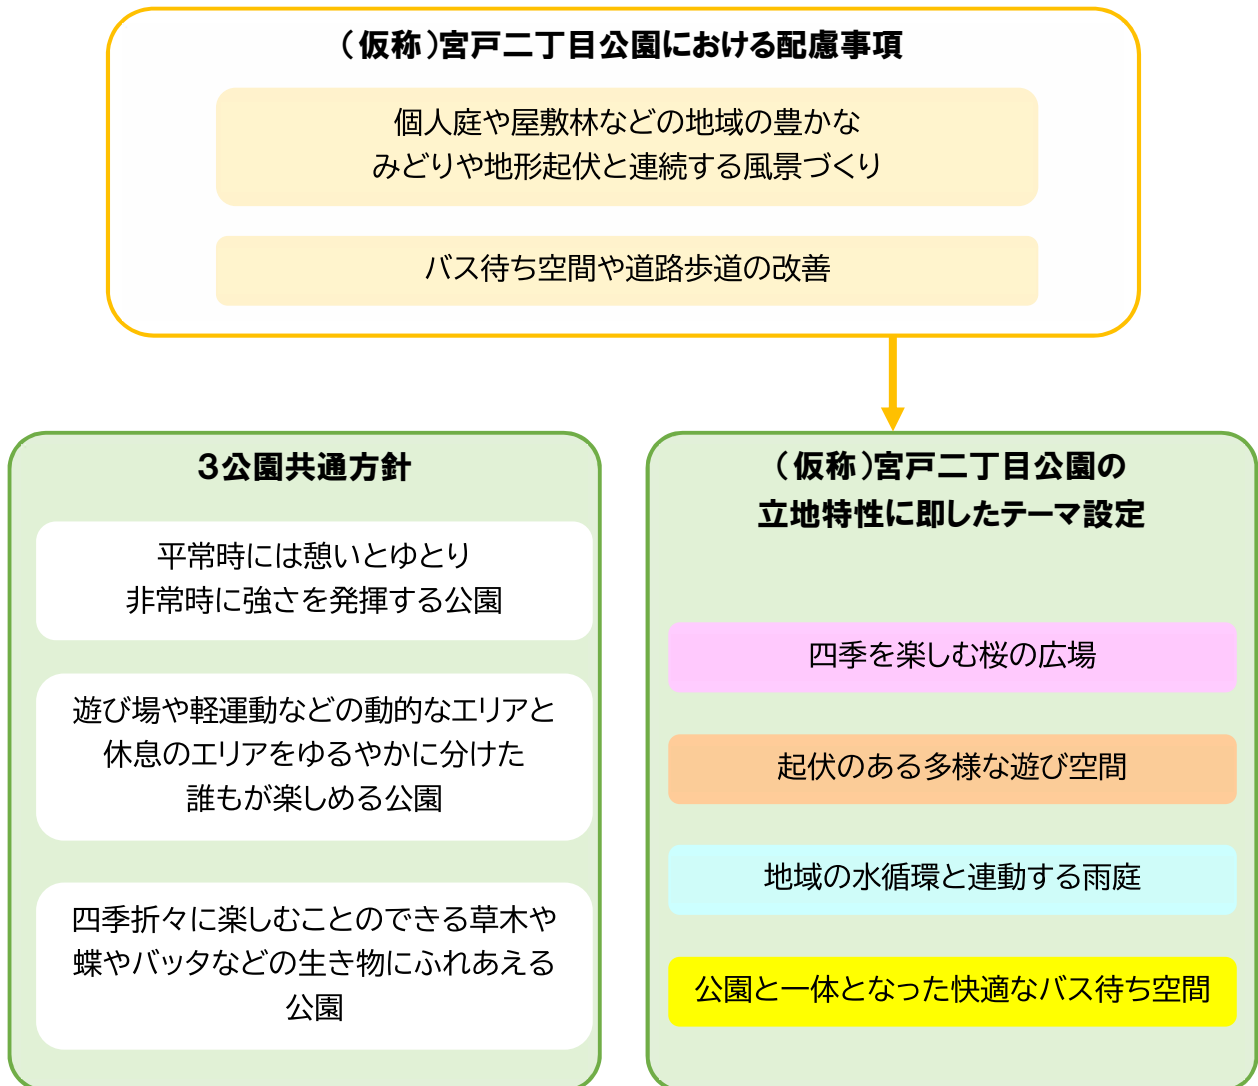 （仮称）宮戸二丁目公園における配慮事項
個人庭や屋敷林などの地域の豊かな
みどりや地形起伏と連続する風景づくり
バス待ち空間や道路歩道の改善
３公園共通方針
平常時には憩いとゆとり
非常時に強さを発揮する公園
遊び場や軽運動などの動的なエリアと
休息のエリアをゆるやかに分けた
誰もが楽しめる公園
四季折々に楽しむことのできる草木や
蝶やバッタなどの生き物にふれあえる
公園
（仮称）宮戸二丁目公園の
立地特性に即したテーマ設定
四季を楽しむ桜の広場
起伏のある多様な遊び空間
地域の水循環と連動する雨庭
公園と一体となった快適なバス待ち空間